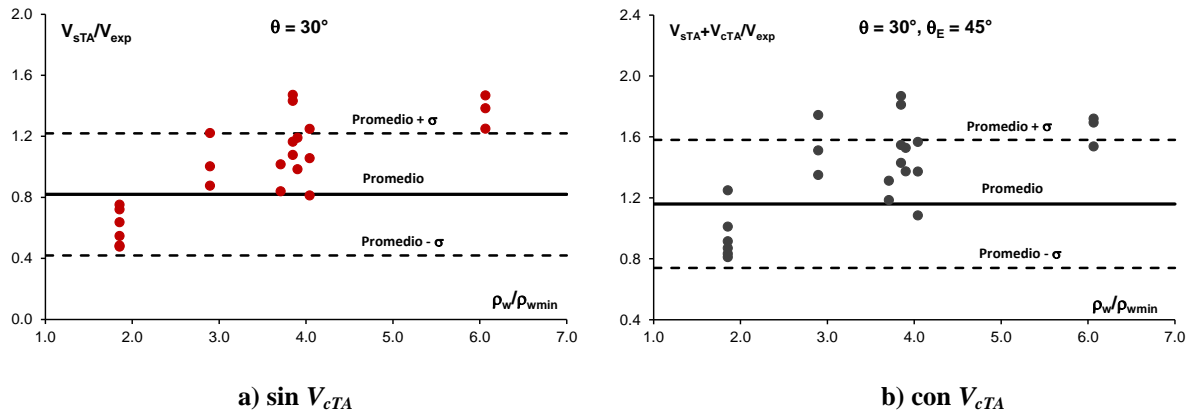 V_sTA/V_exp
θ = 30°
2.0
1.6
1.2
0.8
0.4
0.0
Promedio + σ
Promedio
Promedio - σ
ρ_w/ρ_wmin
1.0 2.0 3.0 4.0 5.0 6.0 7.0
a) sin V_cTA
V_sTA+V_cTA/V_exp
θ = 30°, θ_E = 45°
2.4
2.0
1.6
1.2
0.8
0.4
Promedio + σ
Promedio
Promedio - σ
ρ_w/ρ_wmin
1.0 2.0 3.0 4.0 5.0 6.0 7.0
b) con V_cTA